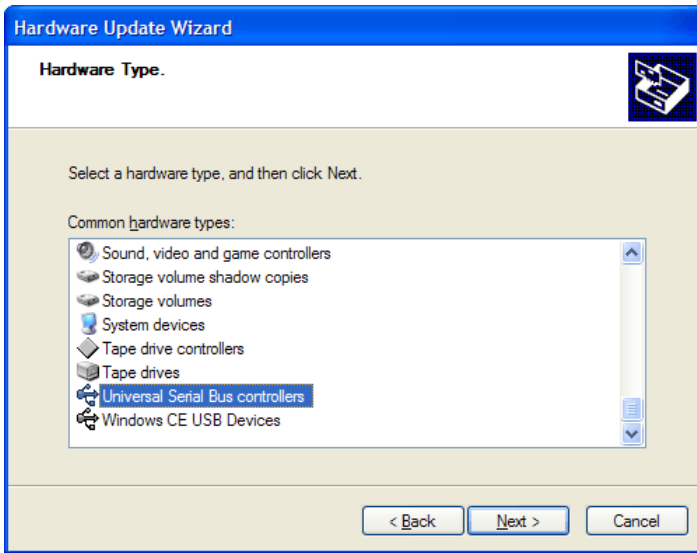 Hardware Update Wizard
Hardware Type.
Select a hardware type, and then click Next.
Common hardware types:
Sound, video and game controllers
Storage volume shadow copies
Storage volumes
System devices
Tape drive controllers
Tape drives
Universal Serial Bus controllers
Windows CE USB Devices
< Back Next > Cancel